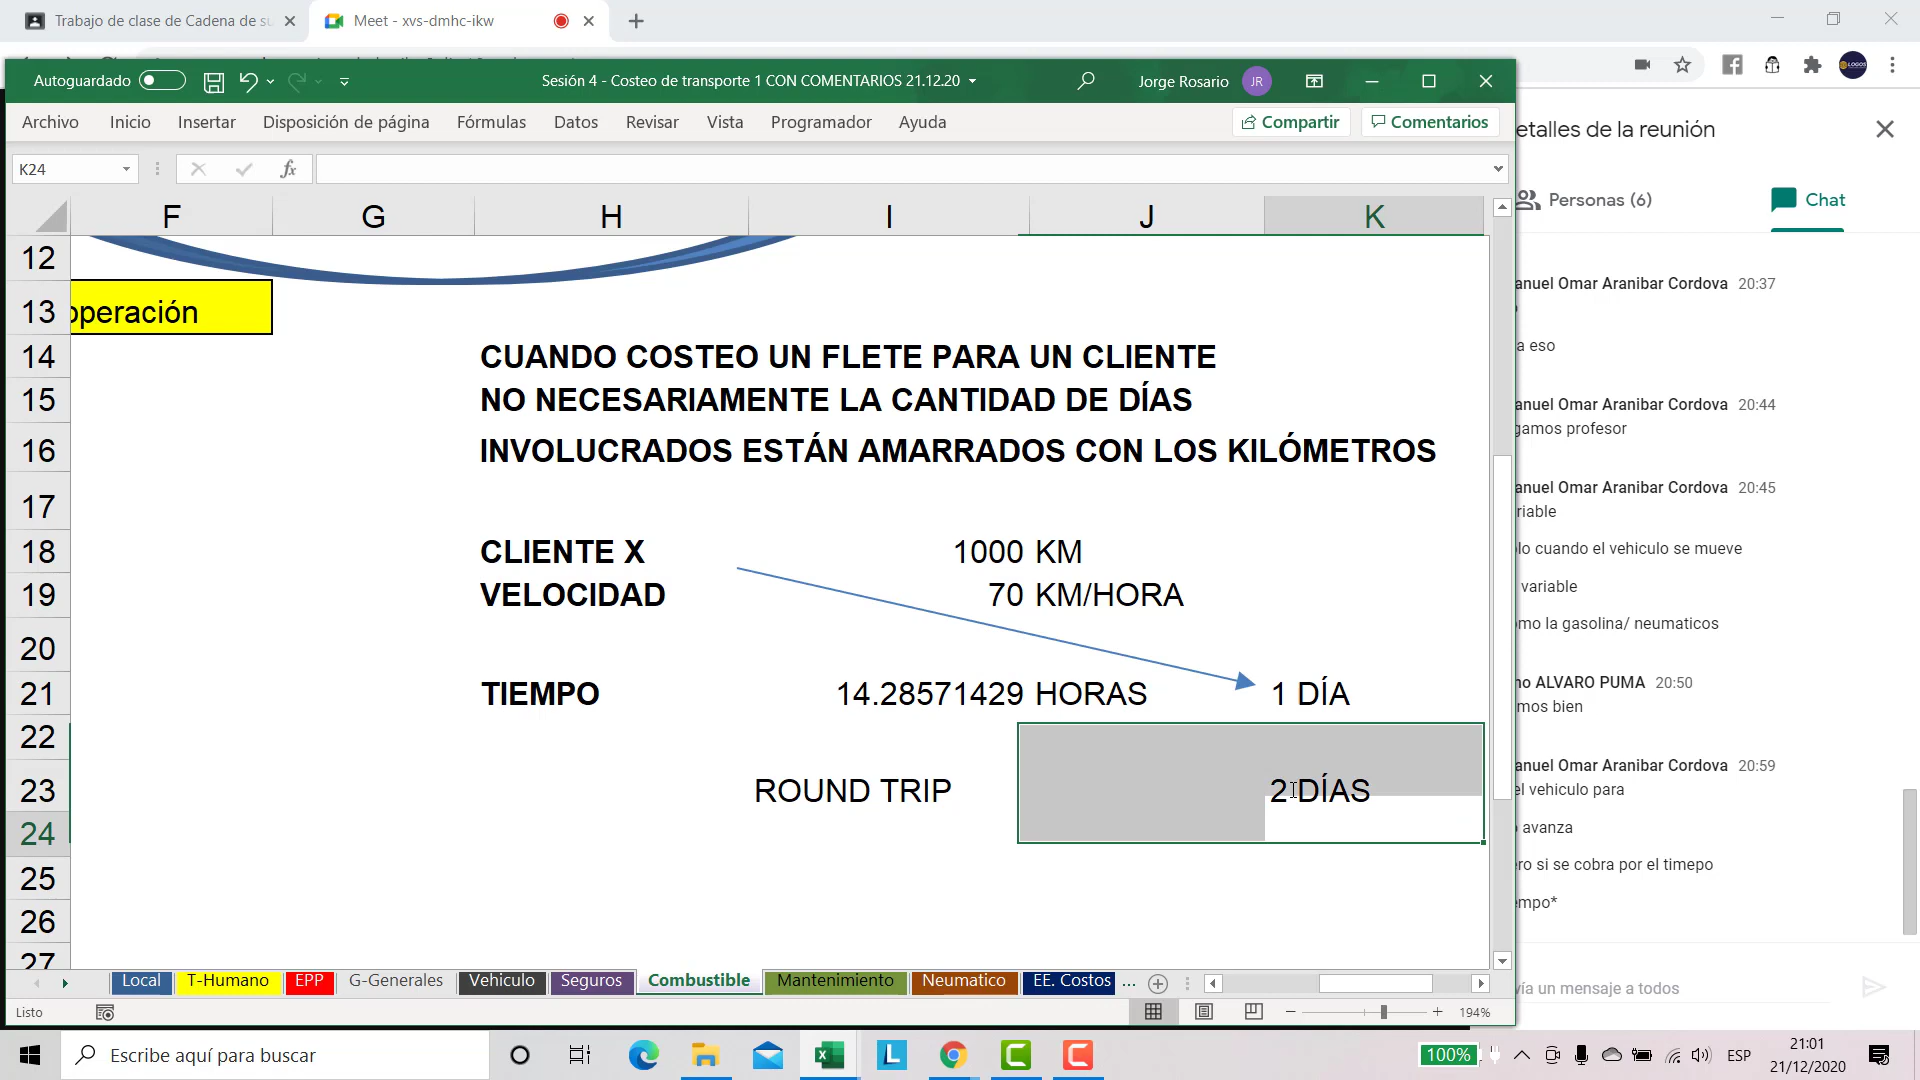 Trabajo de clase de Cadena de su
Meet - xvs-dmhc-ikw
Autoguardado
Sesión 4 - Costeo de transporte 1 CON COMENTARIOS 21.12.20
Jorge Rosario
JR
Archivo Inicio Insertar Disposición de página Fórmulas Datos Revisar Vista Programador Ayuda
Compartir
Comentarios
K24
fx
F G H I J K
12
13 operación
14 CUANDO COSTEO UN FLETE PARA UN CLIENTE
15 NO NECESARIAMENTE LA CANTIDAD DE DÍAS
16 INVOLUCRADOS ESTÁN AMARRADOS CON LOS KILÓMETROS
17
18 CLIENTE X 1000 KM
19 VELOCIDAD 70 KM/HORA
20
21 TIEMPO 14.28571429 HORAS 1 DÍA
22
23 ROUND TRIP 2 DÍAS
24
25
26
27
Local T-Humano EPP G-Generales Vehiculo Seguros Combustible Mantenimiento Neumatico EE. Costos ...
Listo
194%
etalles de la reunión
Personas (6)
Chat
anuel Omar Aranibar Cordova 20:37
a eso
anuel Omar Aranibar Cordova 20:44
gamos profesor
anuel Omar Aranibar Cordova 20:45
riable
lo cuando el vehiculo se mueve
variable
omo la gasolina/ neumaticos
no ALVARO PUMA 20:50
mos bien
anuel Omar Aranibar Cordova 20:59
el vehiculo para
avanza
ro si se cobra por el timepo
empo*
vía un mensaje a todos
Escribe aquí para buscar
100%
ESP
21:01
21/12/2020